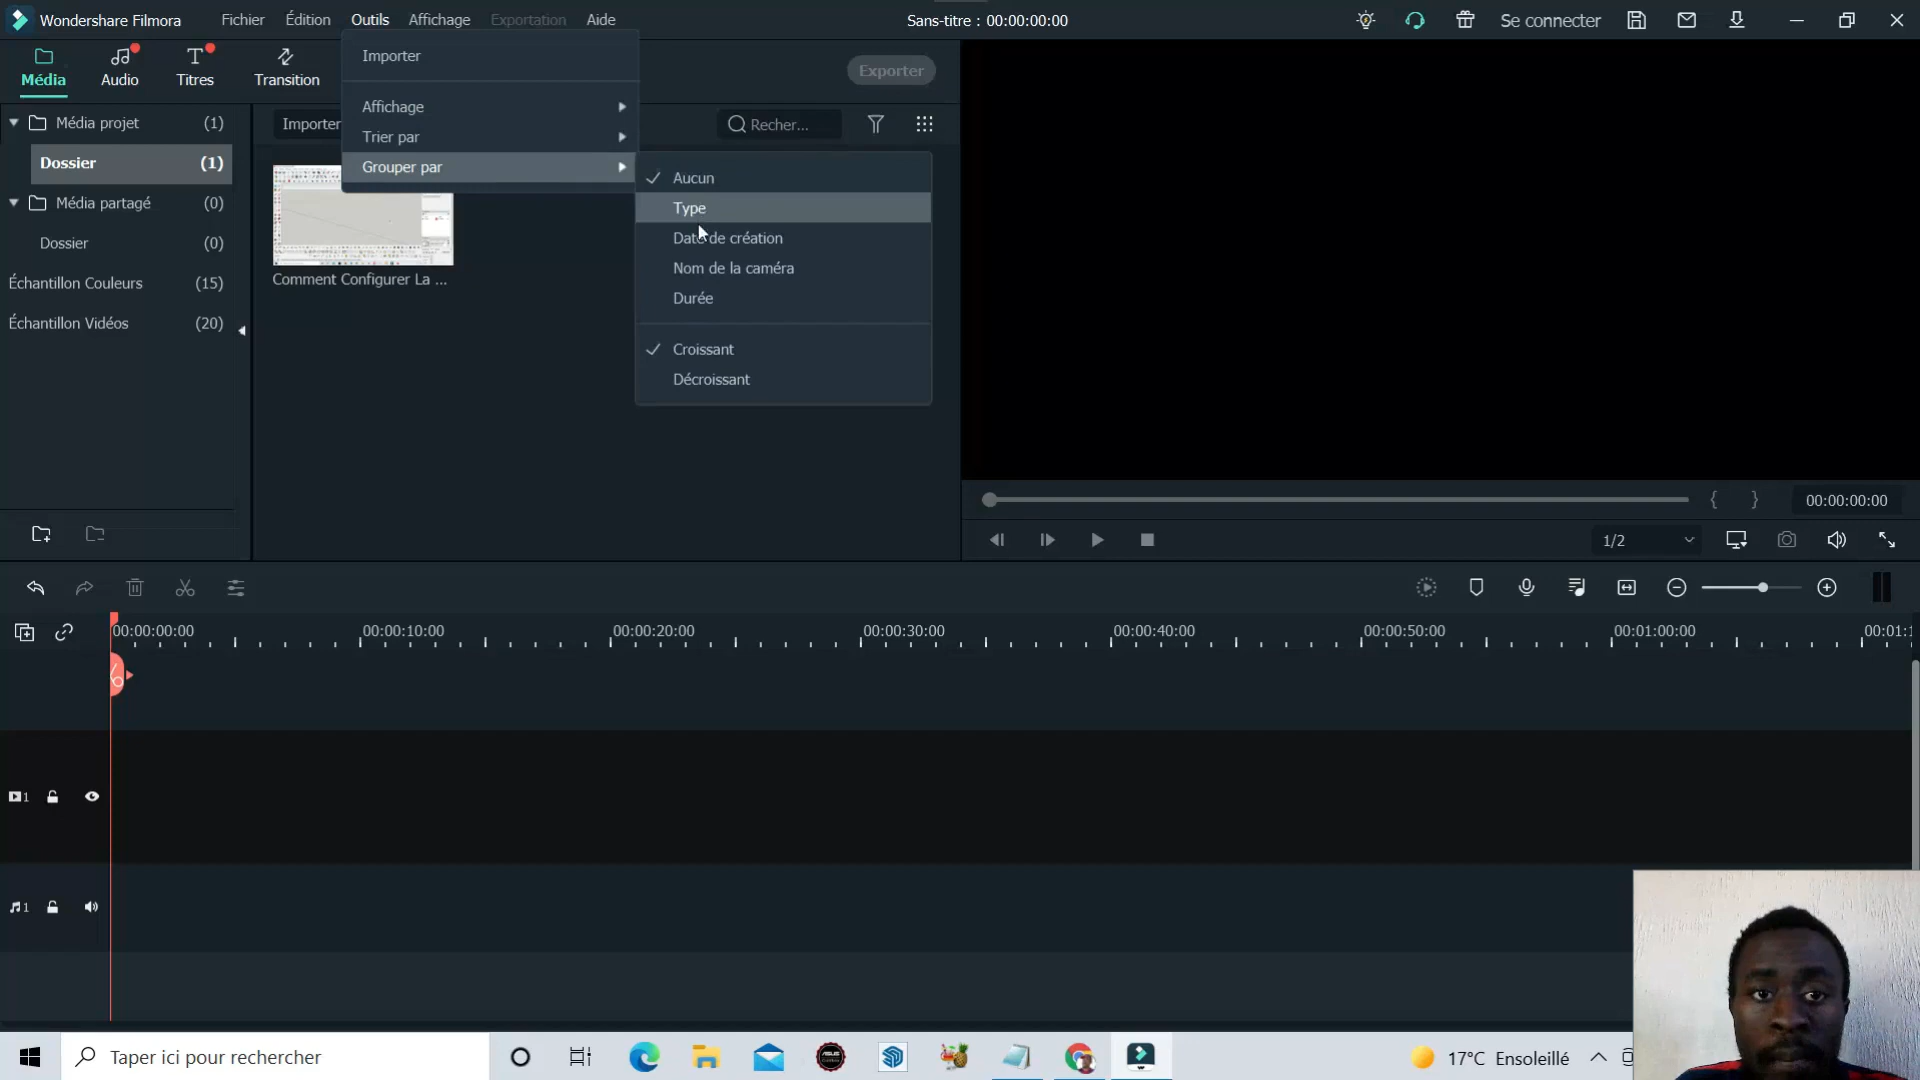 Wondershare Filmora
Fichier
Édition
Outils
Affichage
Exportation
Aide
Sans-titre : 00:00:00:00
Se connecter
Média
Audio
Titres
Transition
Exporter
Importer
Affichage
Trier par
Grouper par
Aucun
Type
Date de création
Nom de la caméra
Durée
Croissant
Décroissant
Média projet (1)
Dossier (1)
Média partagé (0)
Dossier (0)
Échantillon Couleurs (15)
Échantillon Vidéos (20)
Importer
Recher...
Comment Configurer La ...
00:00:00:00
1/2
00:00:00:00
00:00:10:00
00:00:20:00
00:00:30:00
00:00:40:00
00:00:50:00
00:01:00:00
00:01:1
1
1
Taper ici pour rechercher
17°C Ensoleillé